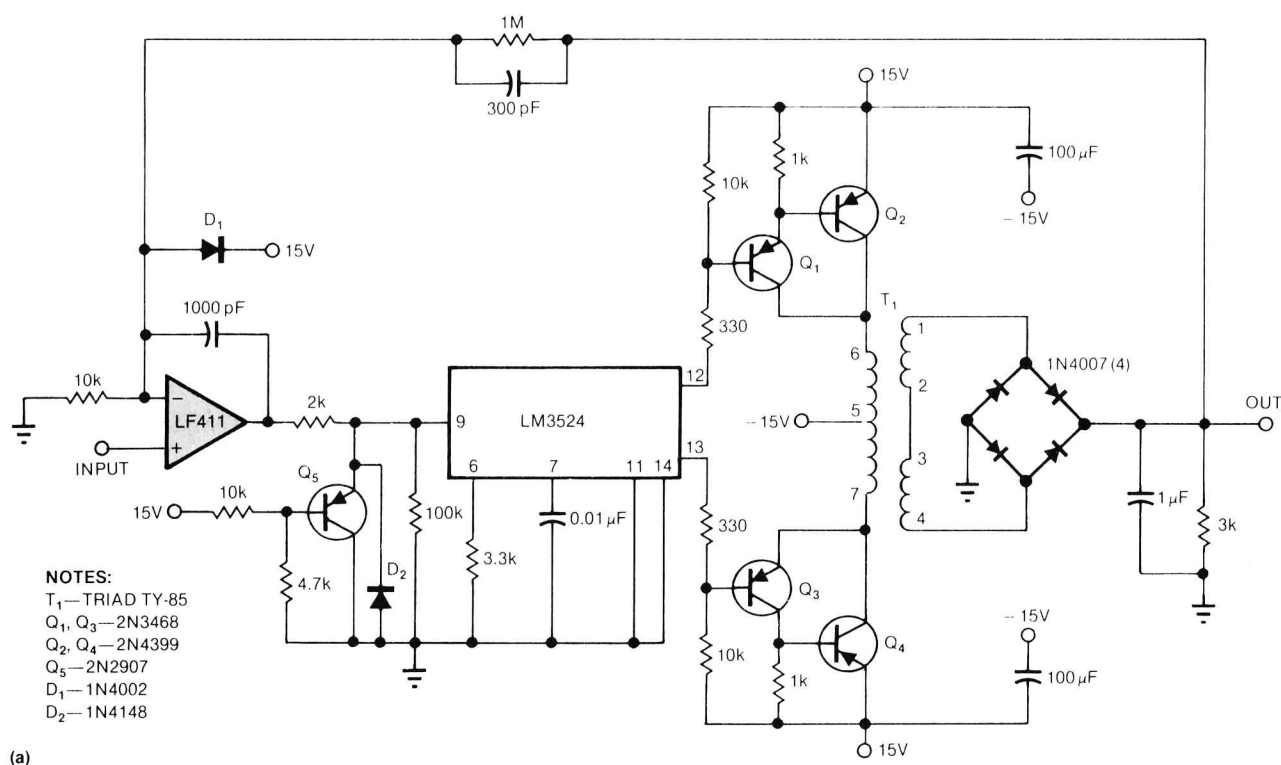 1M
300 pF
15V
100 µF
− 15V
1k
10k
Q2
Q1
D1
15V
1000 pF
T1
330
6
1
1N4007 (4)
12
2
10k
−
LF411
+
INPUT
2k
9
LM3524
− 15V
5
OUT
13
3
6
7
11
14
Q5
10k
15V
7
4
100k
0.01 µF
330
1 µF
3k
3.3k
4.7k
D2
Q3
− 15V
10k
Q4
1k
100 µF
15V
NOTES:
T1—TRIAD TY-85
Q1, Q3—2N3468
Q2, Q4—2N4399
Q5—2N2907
D1—1N4002
D2—1N4148
(a)